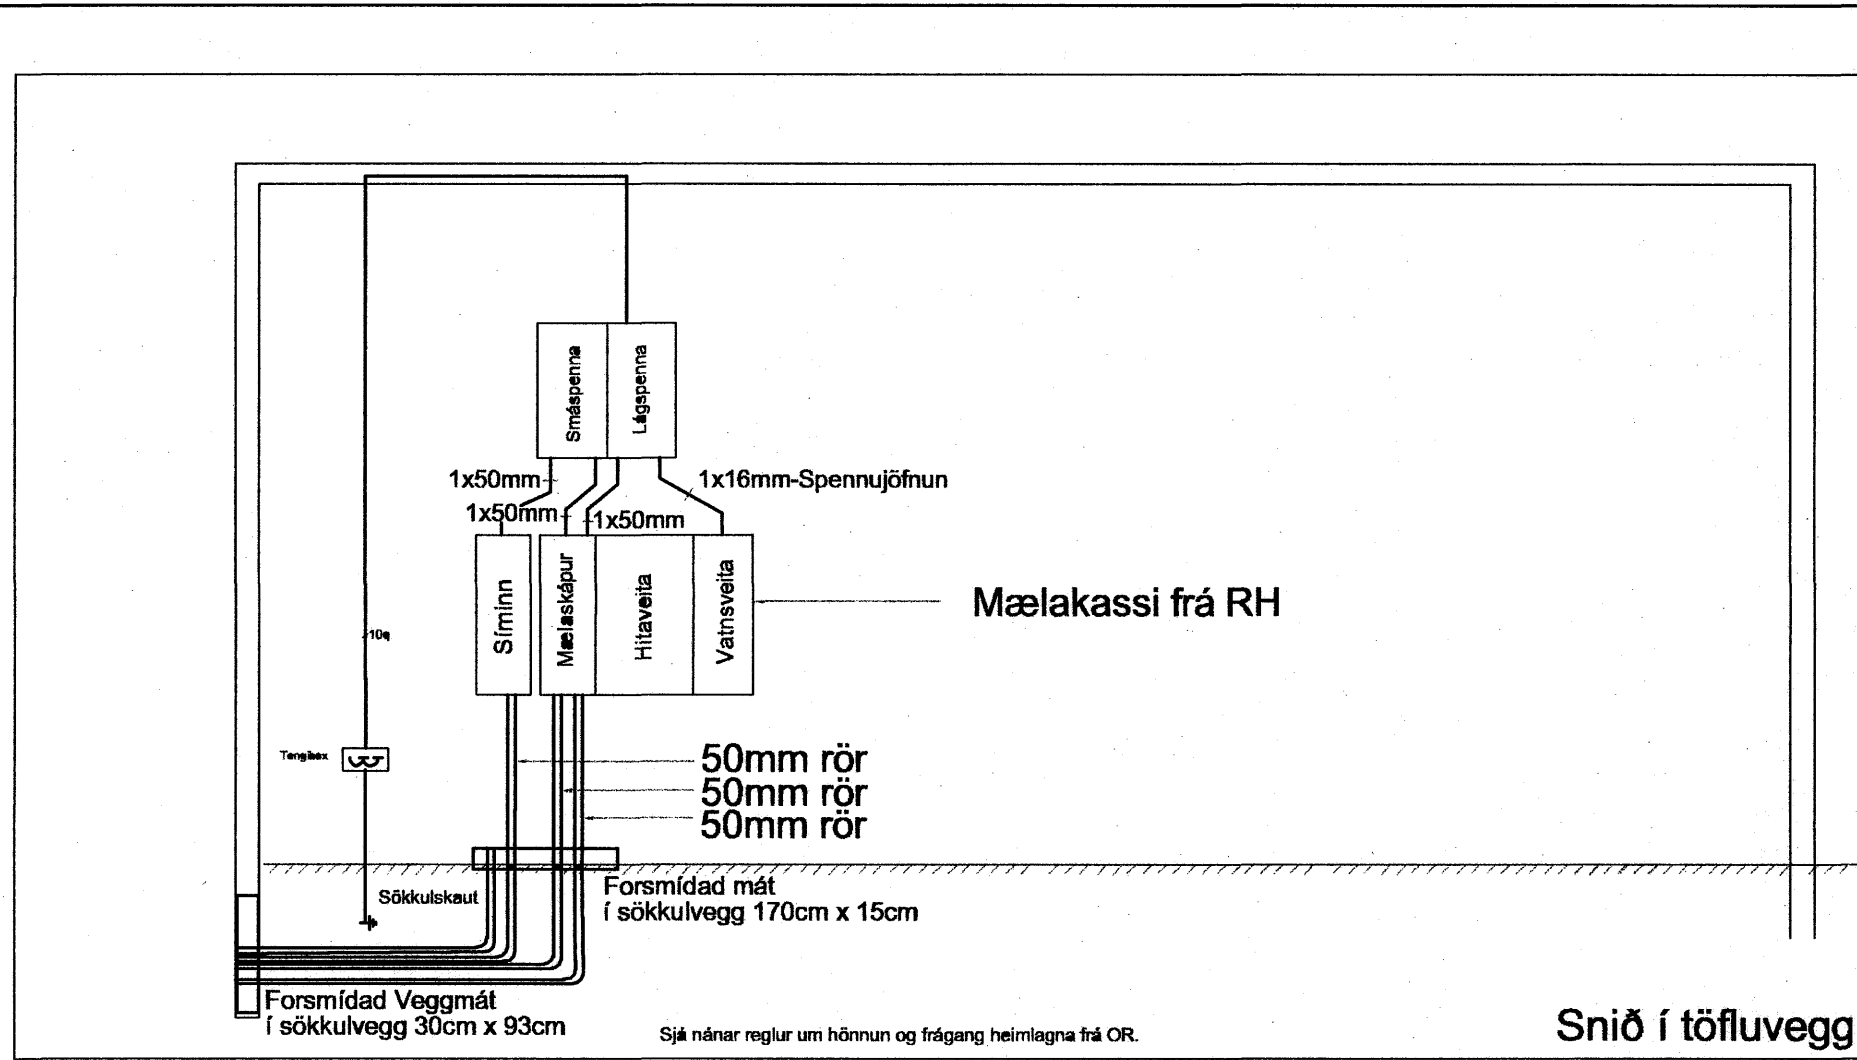 Smáspenna
Lágspenna
1x50mm
1x16mm-Spennujöfnun
1x50mm
1x50mm
Síminn
Mælaskápur
Hitaveita
Vatnsveita
Mælakassi frá RH
10q
Tengibox
50mm rör
50mm rör
50mm rör
Sökkulskaut
Forsmídad mát
í sökkulvegg 170cm x 15cm
Forsmídad Veggmát
í sökkulvegg 30cm x 93cm
Sjá nánar reglur um hönnun og frágang heimlagna frá OR.
Snið í töfluvegg